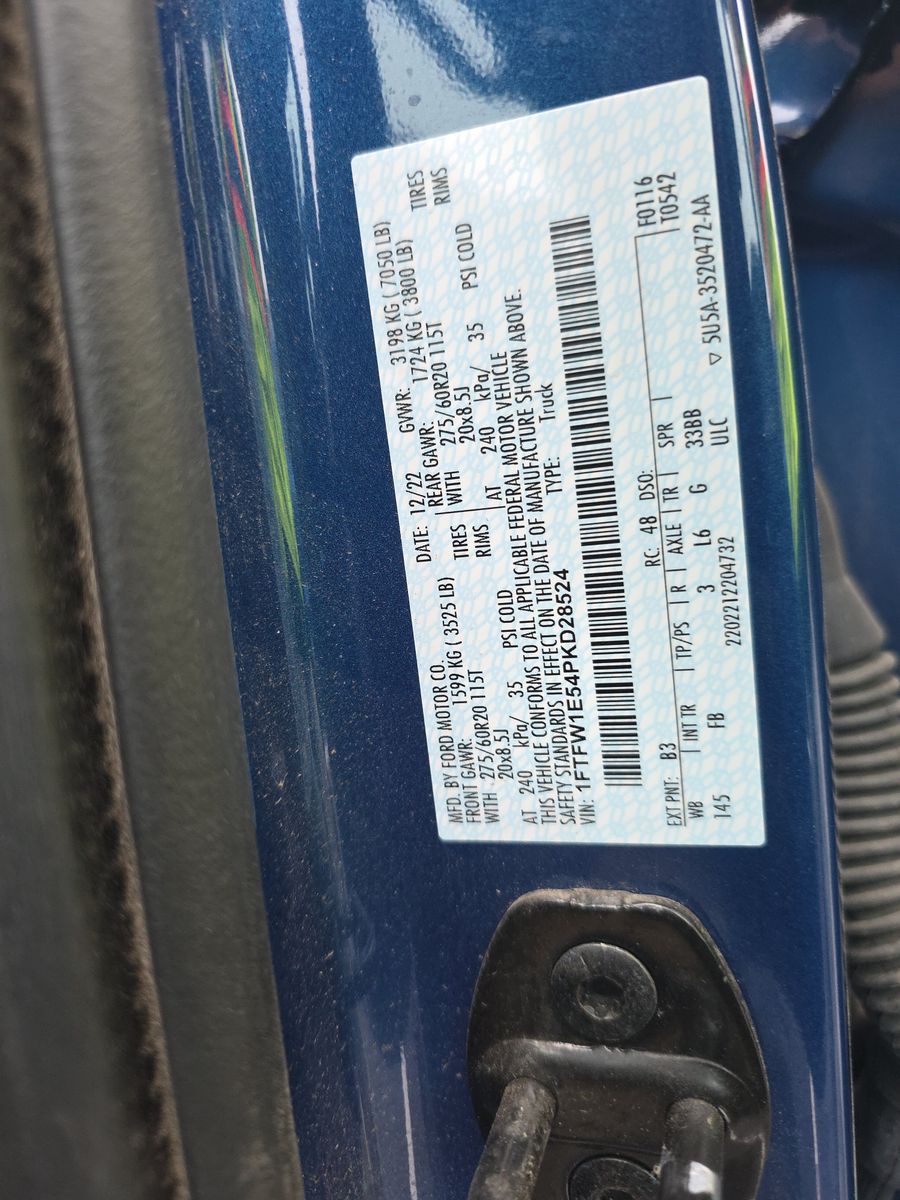 MFD. BY FORD MOTOR CO. DATE: 12/22 GVWR: 3198 KG ( 7050 LB)
FRONT GAWR: 1599 KG ( 3525 LB) REAR GAWR: 1724 KG ( 3800 LB)
WITH 275/60R20 115T TIRES WITH 275/60R20 115T TIRES
20x8.5J RIMS 20x8.5J RIMS
AT 240 kPa/ 35 PSI COLD AT 240 kPa/ 35 PSI COLD
THIS VEHICLE CONFORMS TO ALL APPLICABLE FEDERAL MOTOR VEHICLE
SAFETY STANDARDS IN EFFECT ON THE DATE OF MANUFACTURE SHOWN ABOVE.
VIN: 1FTFW1E54PKD28524 TYPE: Truck
F0116
EXT PNT: B3 RC: 48 DSO: T0542
WB | INT TR | TP/PS | R | AXLE | TR | SPR |
145 FB 3 L6 G 33BB
2202212204732 ULC ▽ 5U5A-3520472-AA